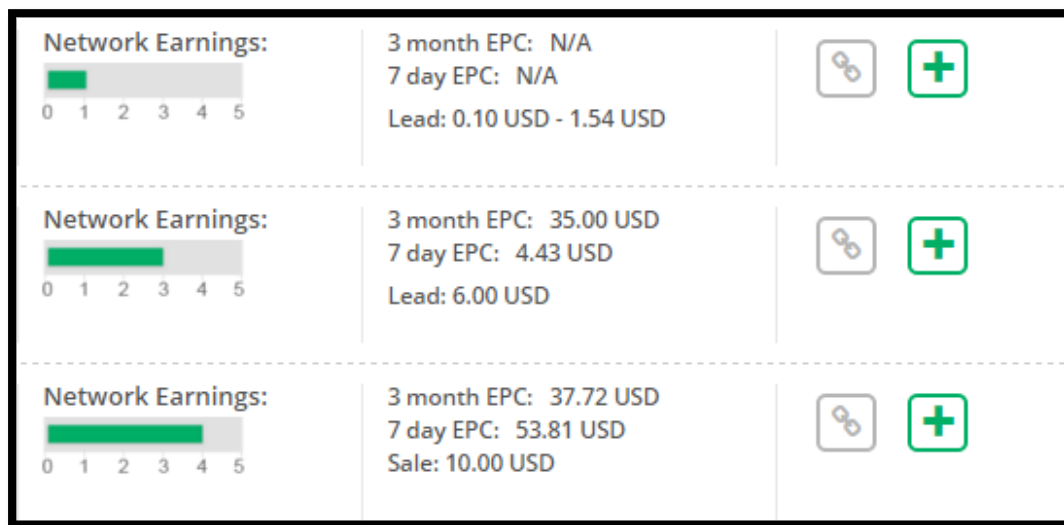 Network Earnings:
0 1 2 3 4 5
3 month EPC: N/A
7 day EPC: N/A
Lead: 0.10 USD - 1.54 USD
Network Earnings:
0 1 2 3 4 5
3 month EPC: 35.00 USD
7 day EPC: 4.43 USD
Lead: 6.00 USD
Network Earnings:
0 1 2 3 4 5
3 month EPC: 37.72 USD
7 day EPC: 53.81 USD
Sale: 10.00 USD